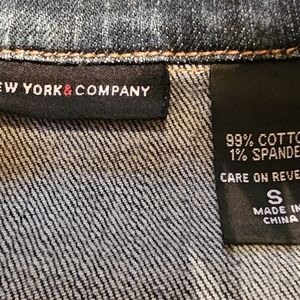 EW YORK & COMPANY
99% COTTO
1% SPANDE
CARE ON REVE
S
MADE IN
CHINA